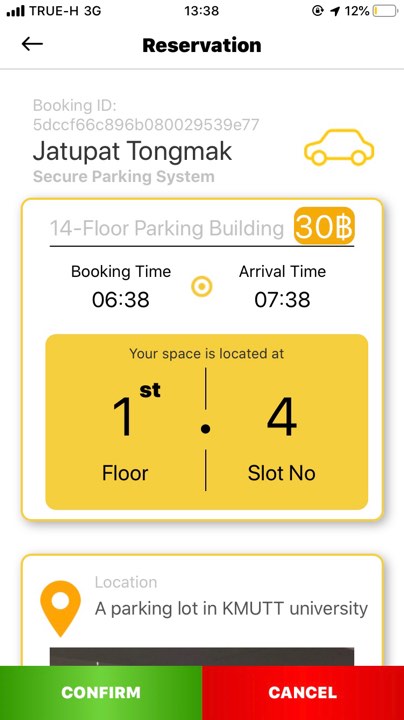 TRUE-H 3G 13:38 12%
Reservation
Booking ID:
5dccf66c896b080029539e77
Jatupat Tongmak
Secure Parking System
14-Floor Parking Building 30฿
Booking Time Arrival Time
06:38 07:38
Your space is located at
1st . 4
Floor Slot No
Location
A parking lot in KMUTT university
CONFIRM CANCEL